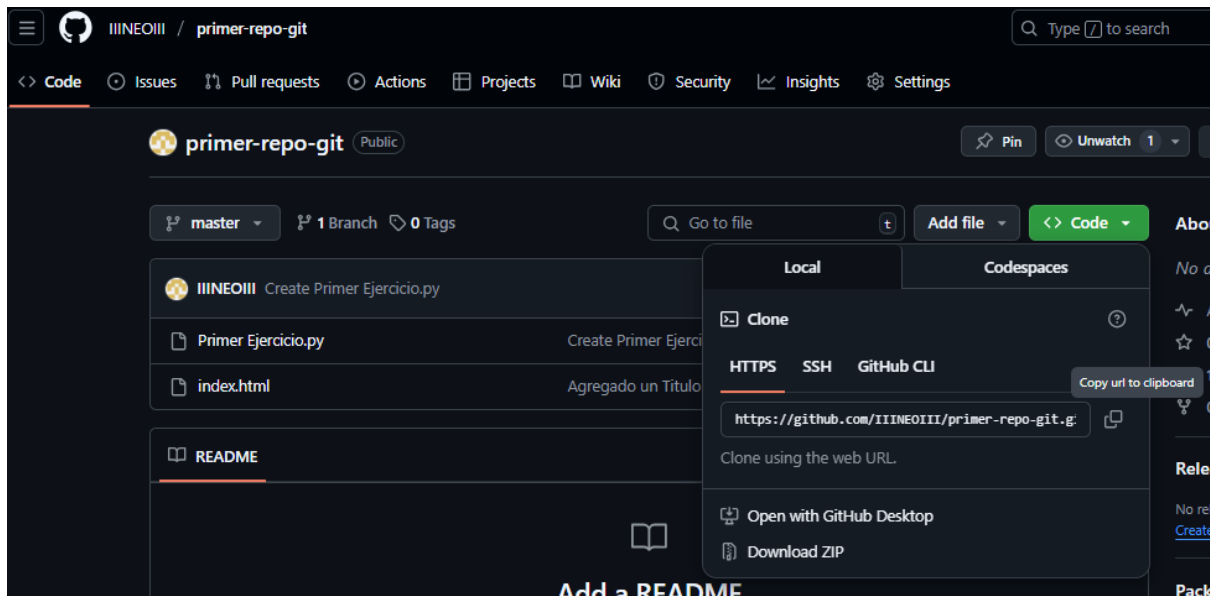 IIINEOIII / primer-repo-git
Type / to search
Code Issues Pull requests Actions Projects Wiki Security Insights Settings
primer-repo-git Public
Pin
Unwatch 1
master
1 Branch 0 Tags
Go to file t
Add file
Code
Abo
Local Codespaces
No
IIINEOIII Create Primer Ejercicio.py
Clone
Primer Ejercicio.py Create Primer Ejerci
HTTPS SSH GitHub CLI
Copy url to clipboard
index.html Agregado un Titulo
https://github.com/IIINEOIII/primer-repo-git.gi
Clone using the web URL.
README
Rele
No re
Create
Open with GitHub Desktop
Download ZIP
Add a README
Pack